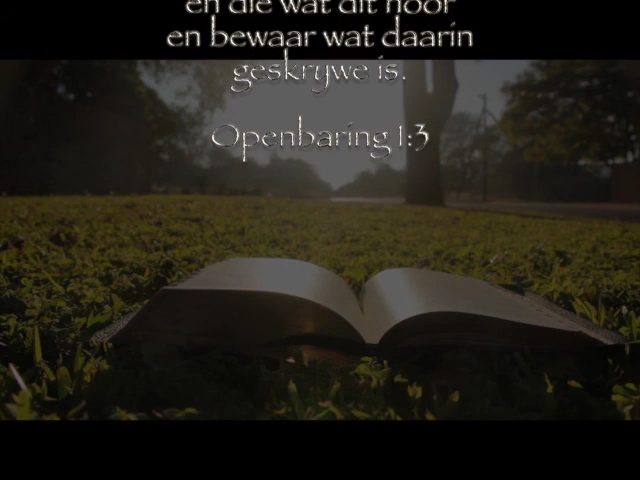 en die wat dit hoor
en bewaar wat daarin
geskrywe is.
Openbaring 1:3